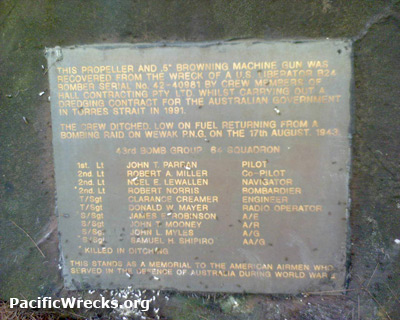 THIS PROPELLER AND .5" BROWNING MACHINE GUN WAS
RECOVERED FROM THE WRECK OF A U.S. LIBERATOR B24
BOMBER SERIAL No. 42-40981 BY CREW MEMBERS OF
HALL CONTRACTING PTY LTD WHILST CARRYING OUT A
DREDGING CONTRACT FOR THE AUSTRALIAN GOVERNMENT
IN TORRES STRAIT IN 1991.
THE CREW DITCHED, LOW ON FUEL RETURNING FROM A
BOMBING RAID ON WEWAK P.N.G. ON THE 17th AUGUST, 1943.
43rd BOMB GROUP 64 SQUADRON
1st. Lt JOHN T. PARFAN PILOT
2nd. Lt ROBERT A. MILLER Co-PILOT
2nd. Lt NOEL E. LEWALLEN NAVIGATOR
2nd. Lt ROBERT NORRIS BOMBARDIER
T/Sgt CLARANCE CREAMER ENGINEER
T/Sgt DONALD W. MAYER RADIO OPERATOR
S/Sgt JAMES ROBINSON A/E
S/Sgt JOHN T. MOONEY A/R
S/Sg JOHN L. MYLES A/G
S/Sgt SAMUEL H. SHIPIRO AA/G
KILLED IN DITCHING
THIS STANDS AS A MEMORIAL TO THE AMERICAN AIRMEN WHO
SERVED IN THE DEFENCE OF AUSTRALIA DURING WORLD WAR 2
PacificWrecks.org